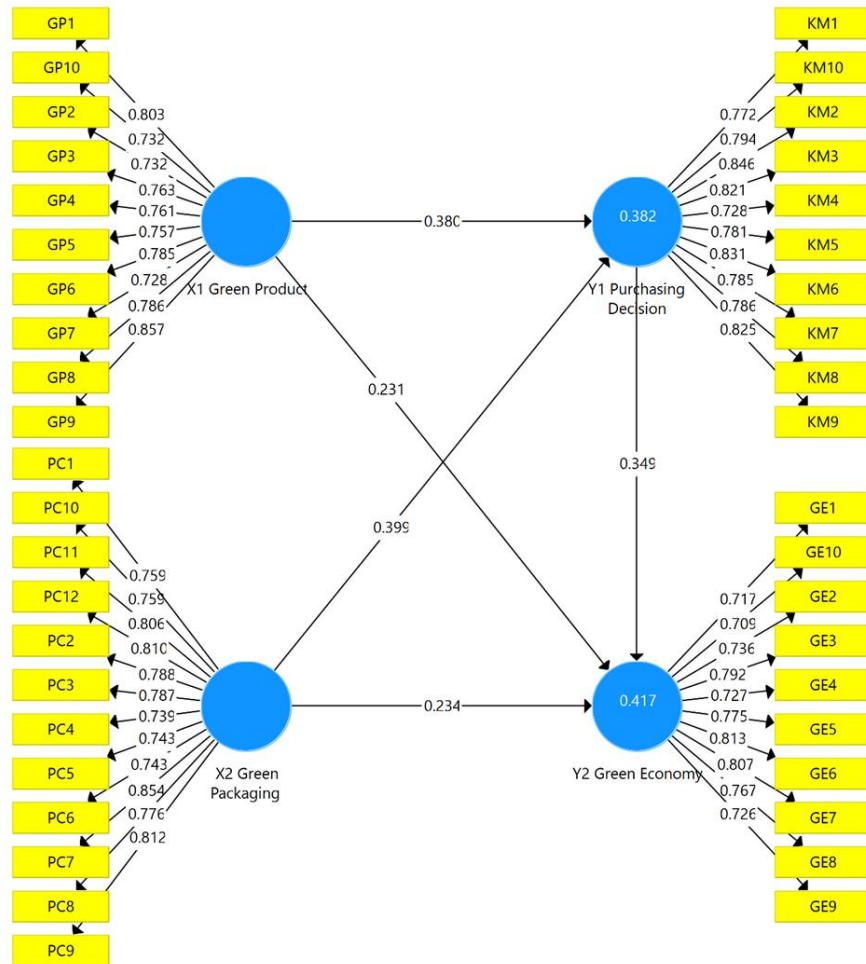 GP1
GP10
GP2
GP3
GP4
GP5
GP6
GP7
GP8
GP9
0.803
0.732
0.732
0.763
0.761
0.757
0.785
0.728
0.786
0.857
X1 Green Product
0.380
0.231
KM1
KM10
KM2
KM3
KM4
KM5
KM6
KM7
KM8
KM9
0.772
0.794
0.846
0.821
0.728
0.781
0.831
0.785
0.786
0.825
0.382
Y1 Purchasing
Decision
0.349
0.399
PC1
PC10
PC11
PC12
PC2
PC3
PC4
PC5
PC6
PC7
PC8
PC9
0.759
0.759
0.806
0.810
0.788
0.787
0.739
0.743
0.743
0.854
0.776
0.812
X2 Green
Packaging
0.234
GE1
GE10
GE2
GE3
GE4
GE5
GE6
GE7
GE8
GE9
0.717
0.709
0.736
0.792
0.727
0.775
0.813
0.807
0.767
0.726
0.417
Y2 Green Economy